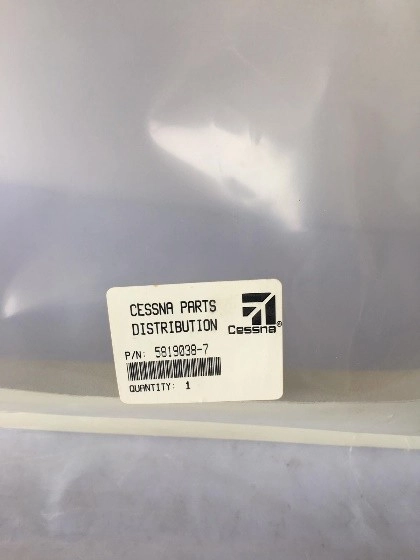 CESSNA PARTS
DISTRIBUTION
Cessna®
P/N: 5819038-7
QUANTITY: 1